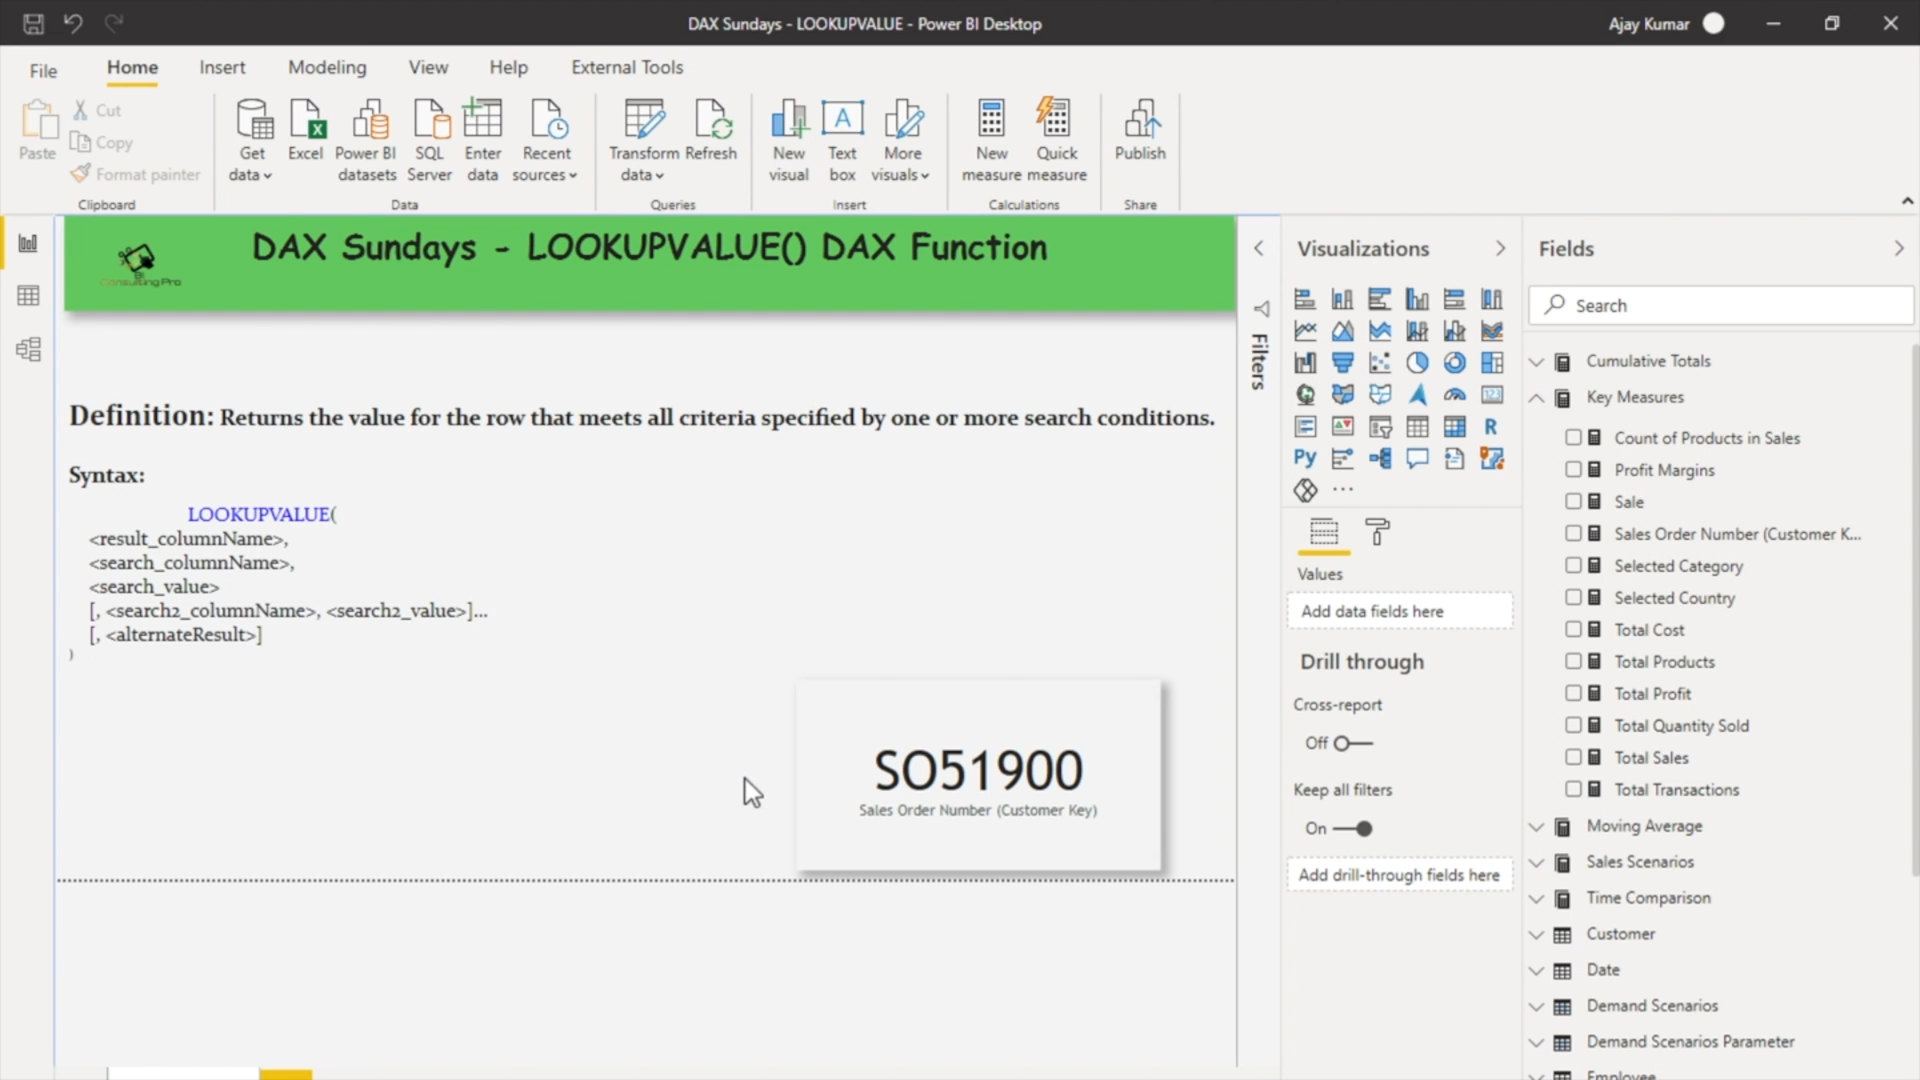 DAX Sundays - LOOKUPVALUE - Power BI Desktop
Ajay Kumar
File
Home
Insert
Modeling
View
Help
External Tools
Paste
Cut
Copy
Format painter
Clipboard
Get data
Excel
Power BI datasets
SQL Server
Enter data
Recent sources
Data
Transform data
Refresh
Queries
New visual
Text box
More visuals
Insert
New measure
Quick measure
Calculations
Publish
Share
BI
Consulting Pro
DAX Sundays - LOOKUPVALUE() DAX Function
Definition: Returns the value for the row that meets all criteria specified by one or more search conditions.
Syntax:
LOOKUPVALUE(
<result_columnName>,
<search_columnName>,
<search_value>
[, <search2_columnName>, <search2_value>]...
[, <alternateResult>]
)
SO51900
Sales Order Number (Customer Key)
Filters
Visualizations
123
R
Py
Values
Add data fields here
Drill through
Cross-report
Off
Keep all filters
On
Add drill-through fields here
Fields
Search
Cumulative Totals
Key Measures
Count of Products in Sales
Profit Margins
Sale
Sales Order Number (Customer K...
Selected Category
Selected Country
Total Cost
Total Products
Total Profit
Total Quantity Sold
Total Sales
Total Transactions
Moving Average
Sales Scenarios
Time Comparison
Customer
Date
Demand Scenarios
Demand Scenarios Parameter
Employee